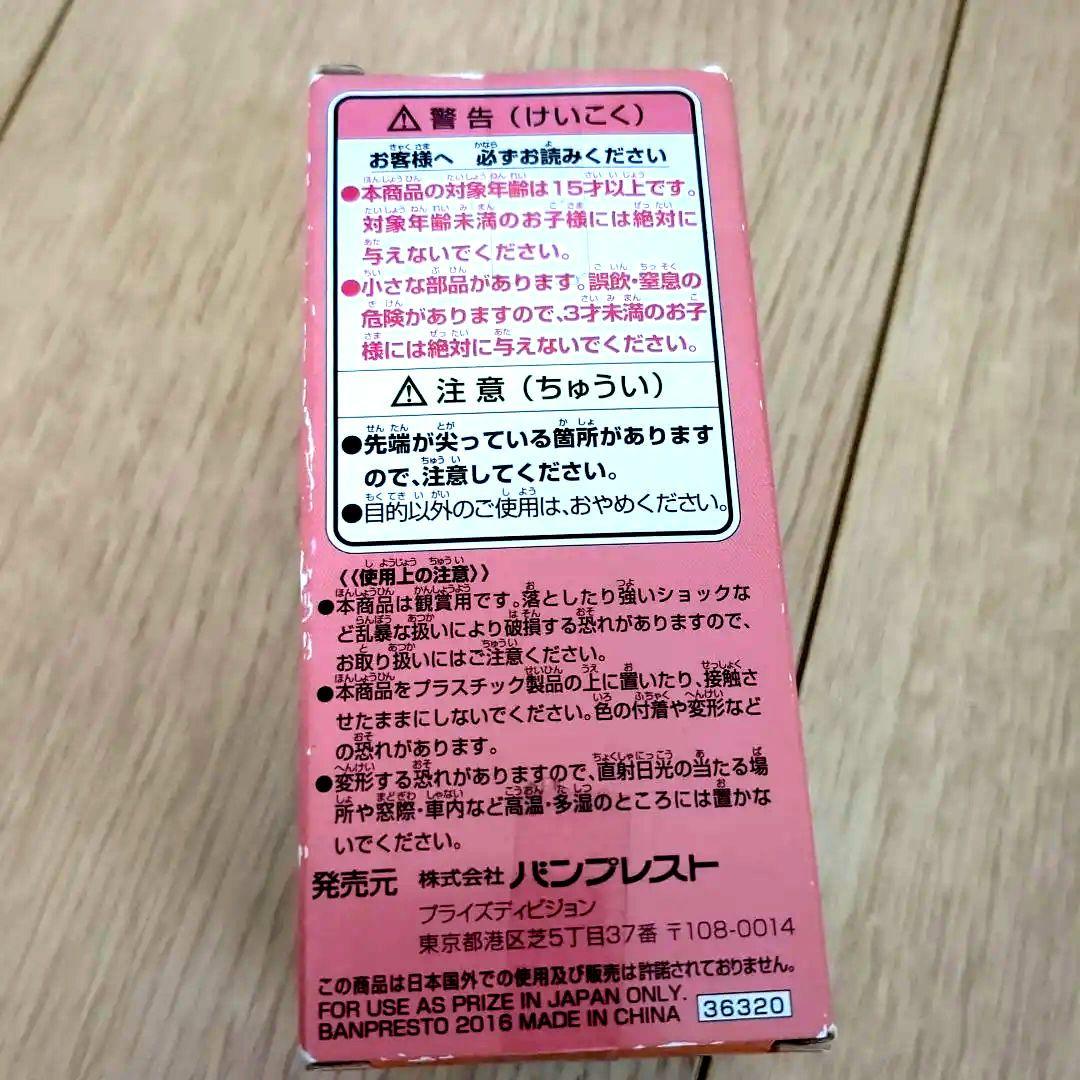 ⚠ 警告（けいこく）
お客様へ 必ずお読みください
●本商品の対象年齢は15才以上です。
対象年齢未満のお子様には絶対に
与えないでください。
●小さな部品があります。誤飲・窒息の
危険がありますので、3才未満のお子
様には絶対に与えないでください。
⚠ 注意（ちゅうい）
●先端が尖っている箇所があります
ので、注意してください。
●目的以外のご使用は、おやめください。
《使用上の注意》
●本商品は観賞用です。落としたり強いショックな
ど乱暴な扱いにより破損する恐れがありますので、
お取り扱いにはご注意ください。
●本商品をプラスチック製品の上に置いたり、接触さ
せたままにしないでください。色の付着や変形など
の恐れがあります。
●変形する恐れがありますので、直射日光の当たる場
所や窓際・車内など高温・多湿のところには置かな
いでください。
発売元 株式会社 バンプレスト
プライズディビジョン
東京都港区芝5丁目37番 〒108-0014
この商品は日本国外での使用及び販売は許諾されておりません。
FOR USE AS PRIZE IN JAPAN ONLY.
BANPRESTO 2016 MADE IN CHINA 36320